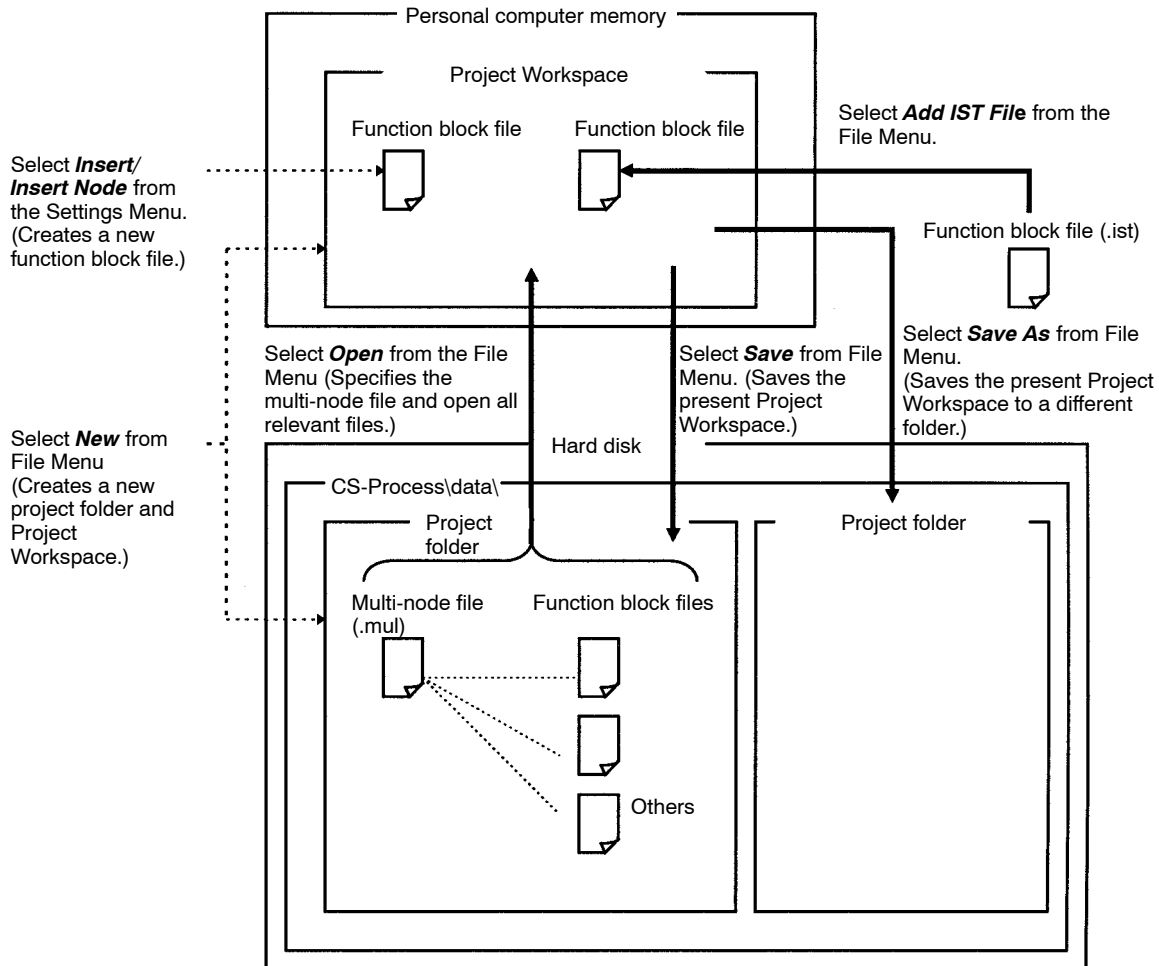 Personal computer memory
Project Workspace
Function block file
Function block file
Select Add IST File from the
File Menu.
Select Insert/
Insert Node from
the Settings Menu.
(Creates a new
function block file.)
Function block file (.ist)
Select Open from the File
Menu (Specifies the
multi-node file and open all
relevant files.)
Select Save from File
Menu. (Saves the
present Project
Workspace.)
Select Save As from File
Menu.
(Saves the present Project
Workspace to a different
folder.)
Select New from
File Menu
(Creates a new
project folder and
Project
Workspace.)
Hard disk
CS-Process\data\
Project
folder
Project folder
Multi-node file
(.mul)
Function block files
Others